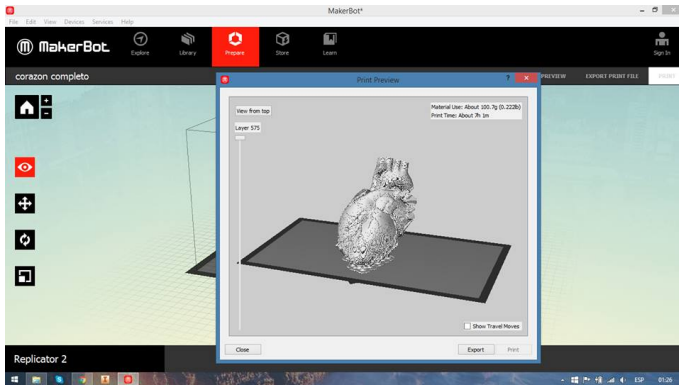 MakerBot*
File Edit View Devices Services Help
MakerBot
Explore
Library
Prepare
Store
Learn
Sign In
corazon completo
PREVIEW
EXPORT PRINT FILE
PRINT
Print Preview
View from top
Layer 575
Material Use: About 100.7g (0.222lb)
Print Time: About 7h 1m
Show Travel Moves
Close
Export
Print
Replicator 2
ESP
01:26